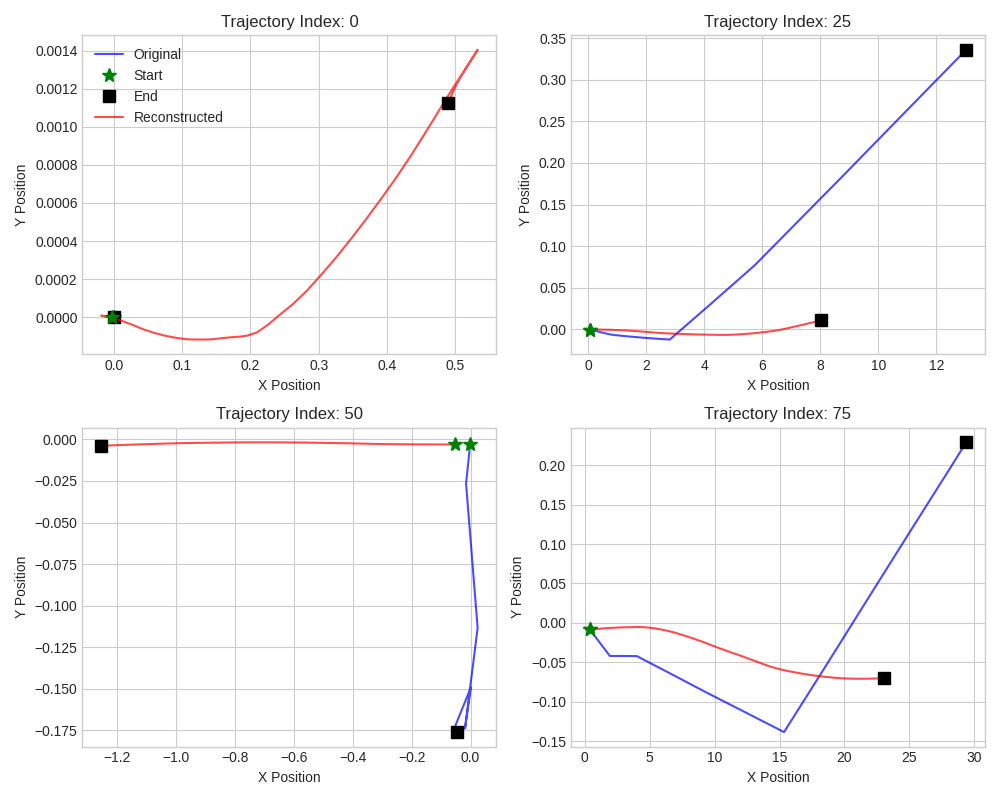 Trajectory Index: 0
0.0014
0.0012
0.0010
0.0008
0.0006
0.0004
0.0002
0.0000
Y Position
Original
Start
End
Reconstructed
0.0 0.1 0.2 0.3 0.4 0.5
X Position
Trajectory Index: 25
0.35
0.30
0.25
0.20
0.15
0.10
0.05
0.00
Y Position
0 2 4 6 8 10 12
X Position
Trajectory Index: 50
0.000
−0.025
−0.050
−0.075
−0.100
−0.125
−0.150
−0.175
Y Position
−1.2 −1.0 −0.8 −0.6 −0.4 −0.2 0.0
X Position
Trajectory Index: 75
0.20
0.15
0.10
0.05
0.00
−0.05
−0.10
−0.15
Y Position
0 5 10 15 20 25 30
X Position